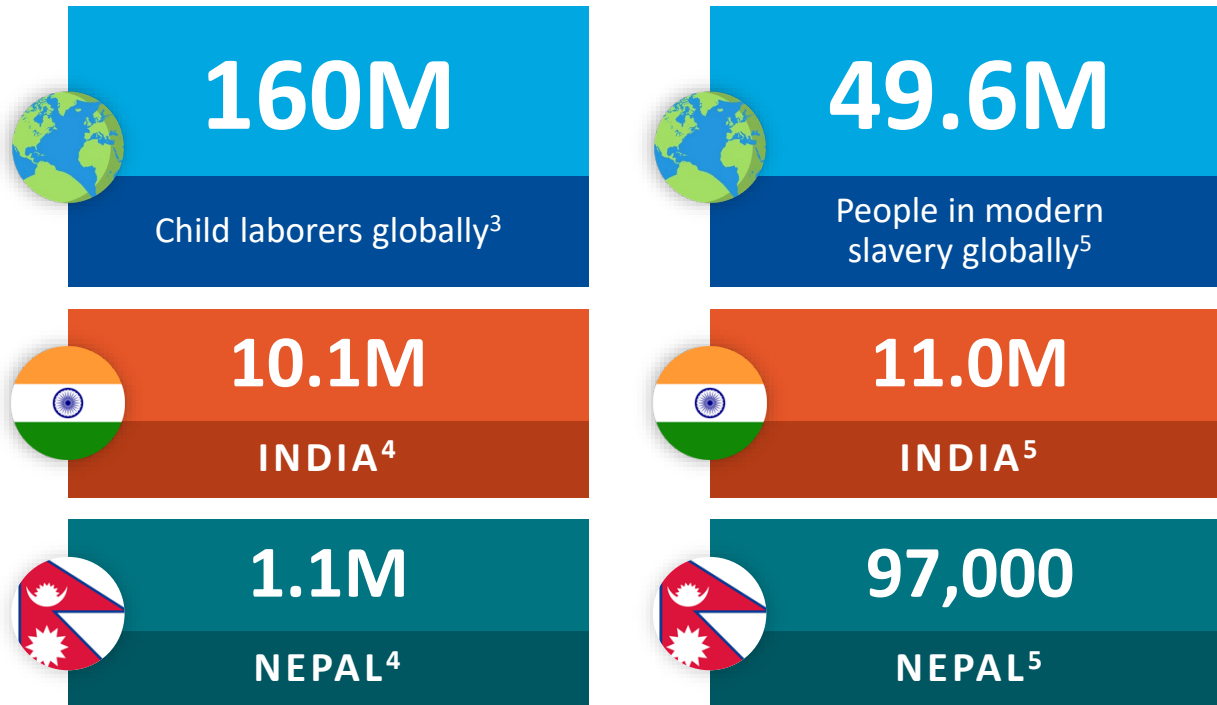 160M
Child laborers globally³
10.1M
INDIA⁴
1.1M
NEPAL⁴
49.6M
People in modern
slavery globally⁵
11.0M
INDIA⁵
97,000
NEPAL⁵